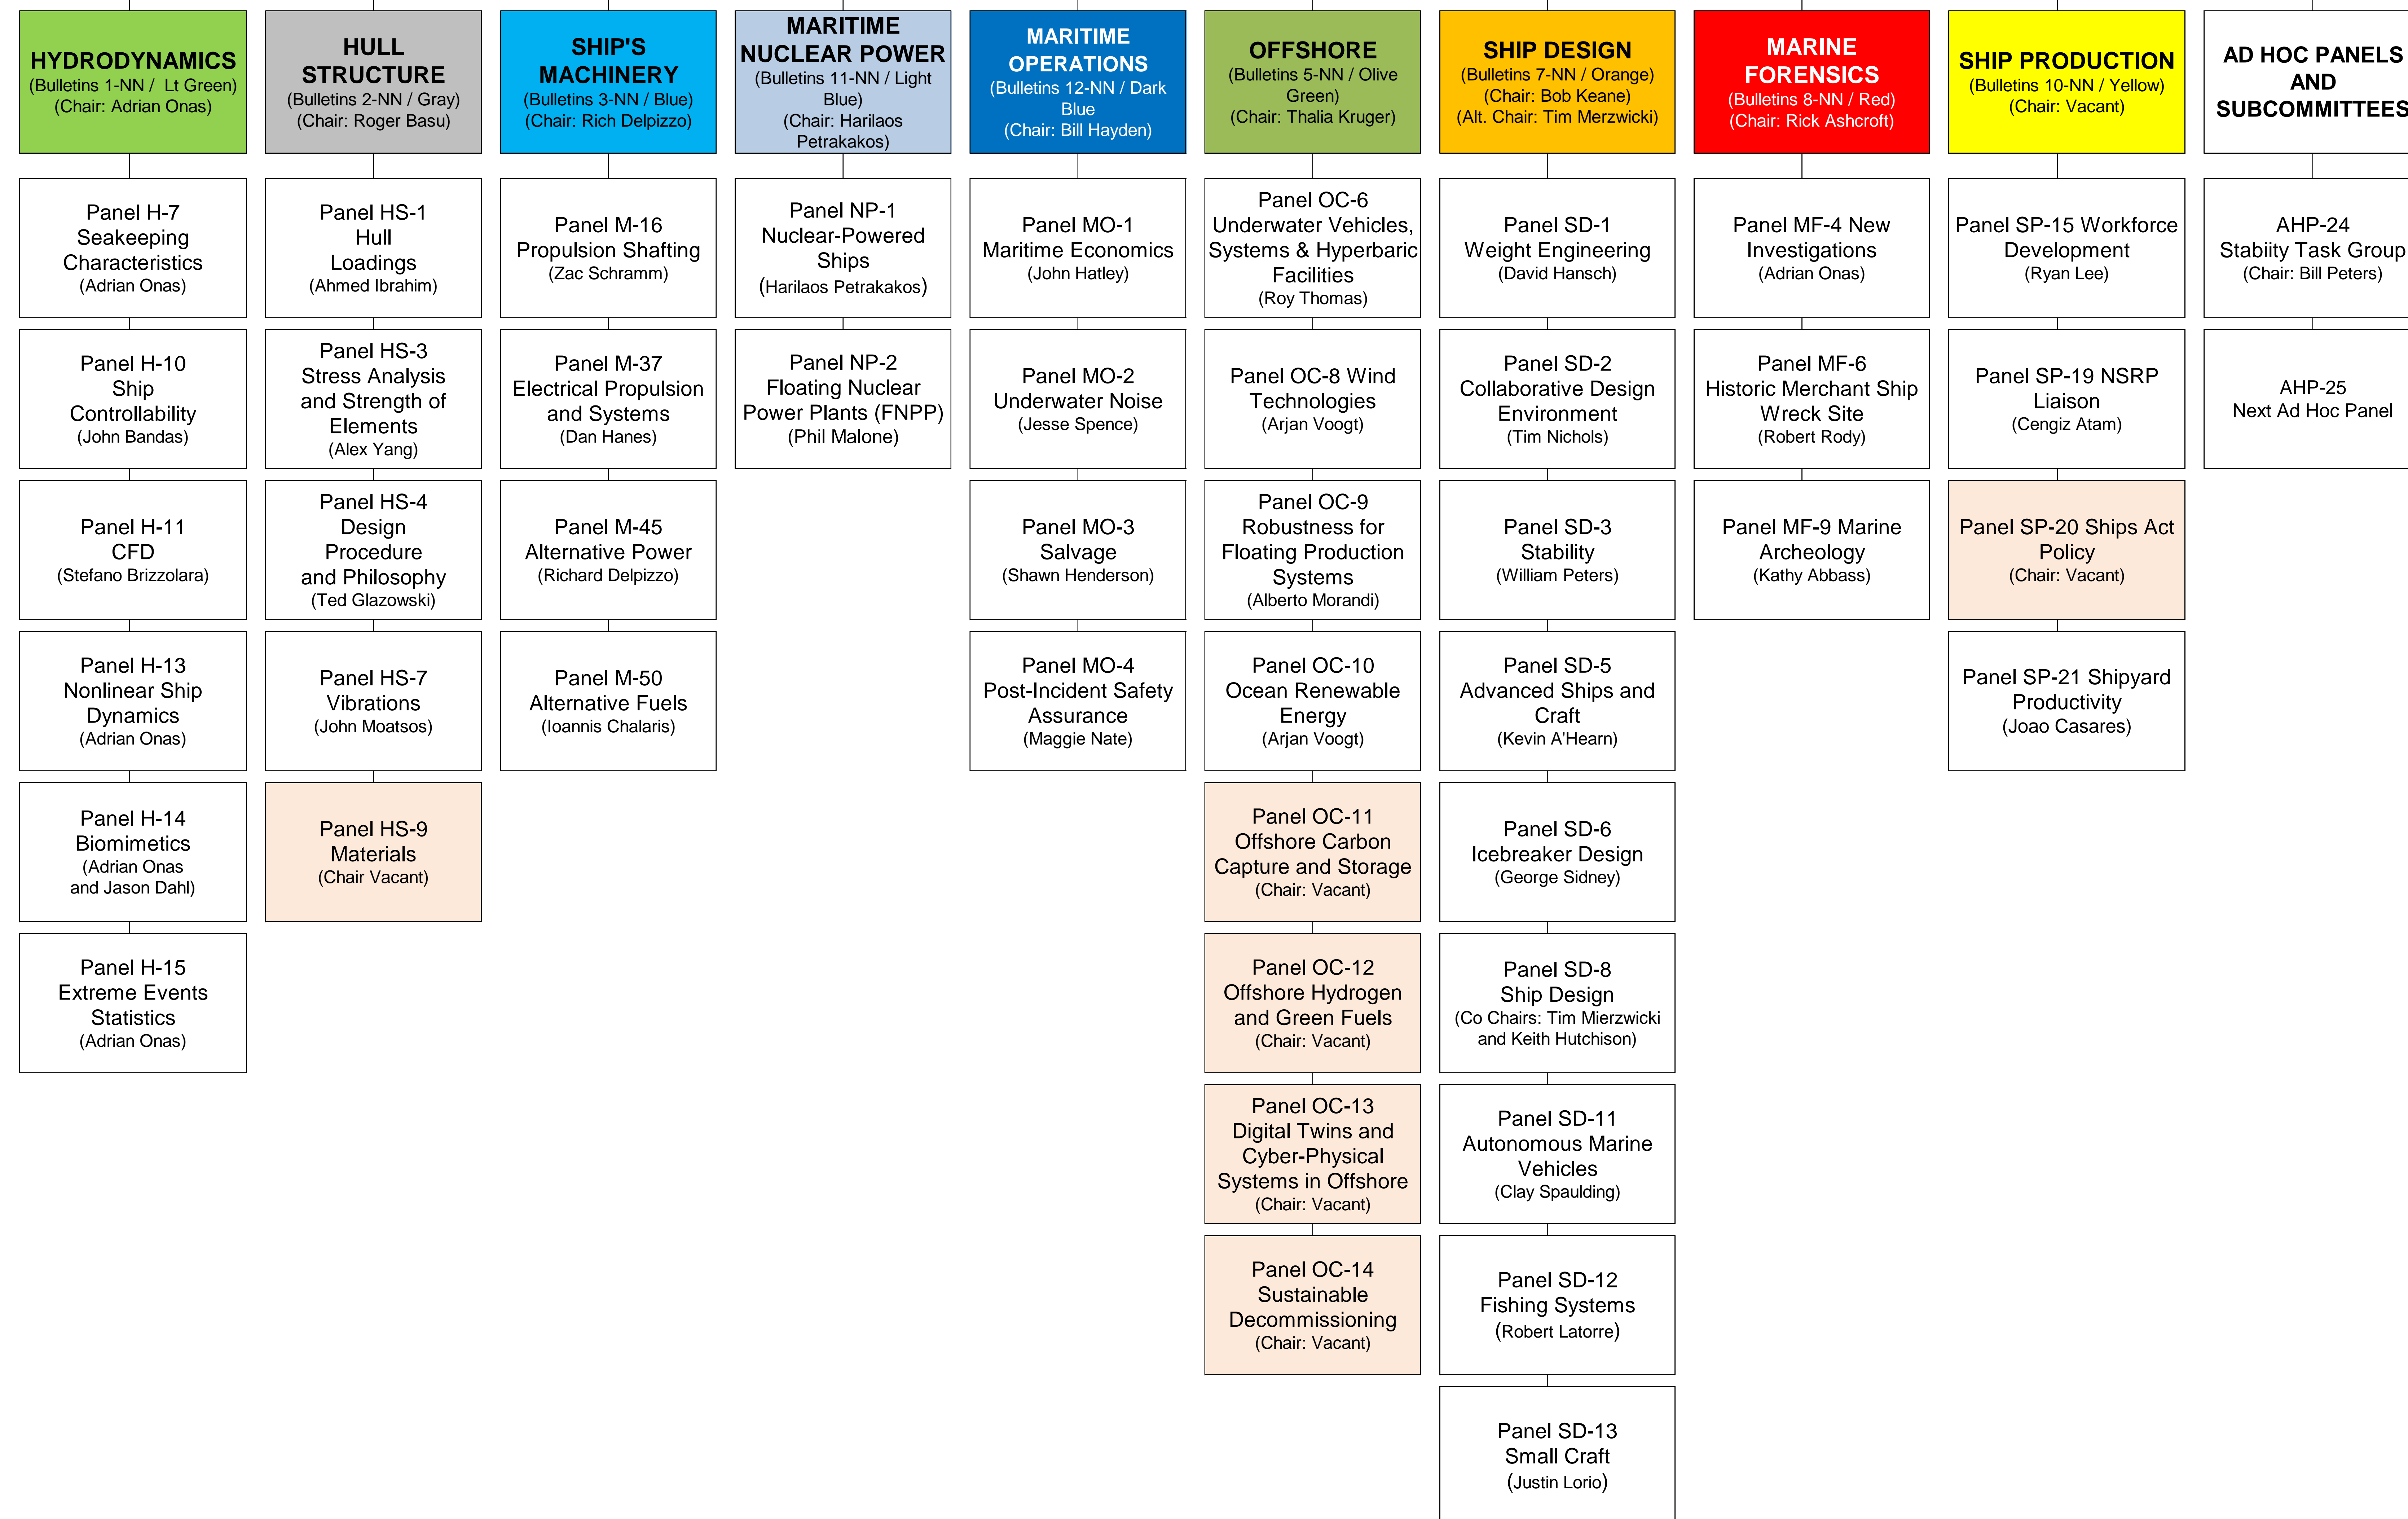 HYDRODYNAMICS
(Bulletins 1-NN /  Lt Green)
(Chair: Adrian Onas)
Panel H-7
Seakeeping
Characteristics
(Adrian Onas)
Panel H-10
Ship
Controllability
(John Bandas)
Panel H-11
CFD
(Stefano Brizzolara)
Panel H-13
Nonlinear Ship
Dynamics
(Adrian Onas)
Panel H-14
Biomimetics
(Adrian Onas
and Jason Dahl)
Panel H-15
Extreme Events
Statistics
(Adrian Onas)
HULL
STRUCTURE
(Bulletins 2-NN / Gray)
(Chair: Roger Basu)
Panel HS-1
Hull
Loadings
(Ahmed Ibrahim)
Panel HS-3
Stress Analysis
and Strength of
Elements
(Alex Yang)
Panel HS-4
Design
Procedure
and Philosophy
(Ted Glazowski)
Panel HS-7
Vibrations
(John Moatsos)
Panel HS-9
Materials
(Chair Vacant)
SHIP'S
MACHINERY
(Bulletins 3-NN / Blue)
(Chair: Rich Delpizzo)
Panel M-16
Propulsion Shafting
(Zac Schramm)
Panel M-37
Electrical Propulsion
and Systems
(Dan Hanes)
Panel M-45
Alternative Power
(Richard Delpizzo)
Panel M-50
Alternative Fuels
(Ioannis Chalaris)
MARITIME
NUCLEAR POWER
(Bulletins 11-NN / Light
Blue)
(Chair: Harilaos
Petrakakos)
Panel NP-1
Nuclear-Powered
Ships
(Harilaos Petrakakos)
Panel NP-2
Floating Nuclear
Power Plants (FNPP)
(Phil Malone)
MARITIME
OPERATIONS
(Bulletins 12-NN / Dark
Blue
(Chair: Bill Hayden)
Panel MO-1
Maritime Economics
(John Hatley)
Panel MO-2
Underwater Noise
(Jesse Spence)
Panel MO-3
Salvage
(Shawn Henderson)
Panel MO-4
Post-Incident Safety
Assurance
(Maggie Nate)
OFFSHORE
(Bulletins 5-NN / Olive
Green)
(Chair: Thalia Kruger)
Panel OC-6
Underwater Vehicles,
Systems & Hyperbaric
Facilities
(Roy Thomas)
Panel OC-8 Wind
Technologies
(Arjan Voogt)
Panel OC-9
Robustness for
Floating Production
Systems
(Alberto Morandi)
Panel OC-10
Ocean Renewable
Energy
(Arjan Voogt)
Panel OC-11
Offshore Carbon
Capture and Storage
(Chair: Vacant)
Panel OC-12
Offshore Hydrogen
and Green Fuels
(Chair: Vacant)
Panel OC-13
Digital Twins and
Cyber-Physical
Systems in Offshore
(Chair: Vacant)
Panel OC-14
Sustainable
Decommissioning
(Chair: Vacant)
SHIP DESIGN
(Bulletins 7-NN / Orange)
(Chair: Bob Keane)
(Alt. Chair: Tim Merzwicki)
Panel SD-1
Weight Engineering
(David Hansch)
Panel SD-2
Collaborative Design
Environment
(Tim Nichols)
Panel SD-3
Stability
(William Peters)
Panel SD-5
Advanced Ships and
Craft
(Kevin A'Hearn)
Panel SD-6
Icebreaker Design
(George Sidney)
Panel SD-8
Ship Design
(Co Chairs: Tim Mierzwicki
and Keith Hutchison)
Panel SD-11
Autonomous Marine
Vehicles
(Clay Spaulding)
Panel SD-12
Fishing Systems
(Robert Latorre)
Panel SD-13
Small Craft
(Justin Lorio)
MARINE
FORENSICS
(Bulletins 8-NN / Red)
(Chair: Rick Ashcroft)
Panel MF-4 New
Investigations
(Adrian Onas)
Panel MF-6
Historic Merchant Ship
Wreck Site
(Robert Rody)
Panel MF-9 Marine
Archeology
(Kathy Abbass)
SHIP PRODUCTION
(Bulletins 10-NN / Yellow)
(Chair: Vacant)
Panel SP-15 Workforce
Development
(Ryan Lee)
Panel SP-19 NSRP
Liaison
(Cengiz Atam)
Panel SP-20 Ships Act
Policy
(Chair: Vacant)
Panel SP-21 Shipyard
Productivity
(Joao Casares)
AD HOC PANELS
AND
SUBCOMMITTEES
AHP-24
Stabiity Task Group
(Chair: Bill Peters)
AHP-25
Next Ad Hoc Panel